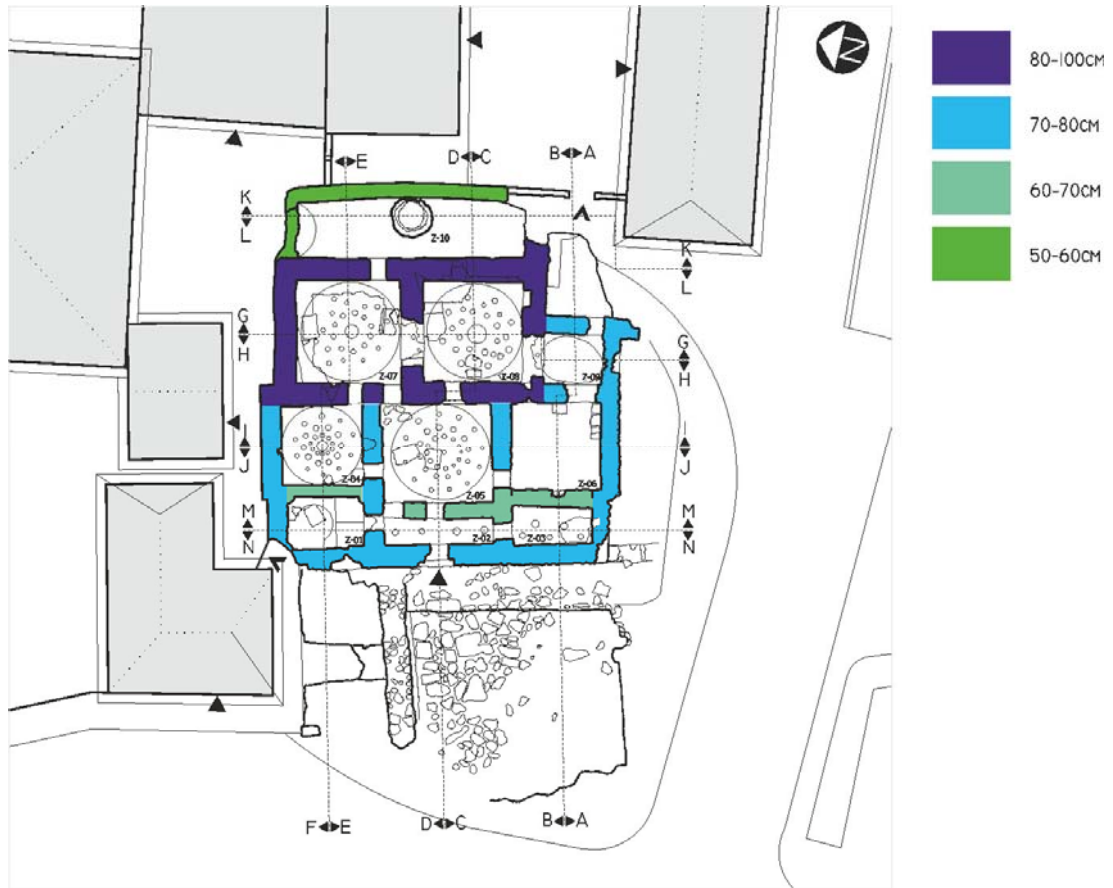 N
80-100CM
70-80CM
60-70CM
50-60CM
E
D C
B A
K
L
Z-10
K
L
G
H
G
H
Z-07
Z-08
Z-09
I
J
J
Z-04
Z-05
Z-06
M
N
M
N
Z-01
Z-02
Z-03
F E
D C
B A